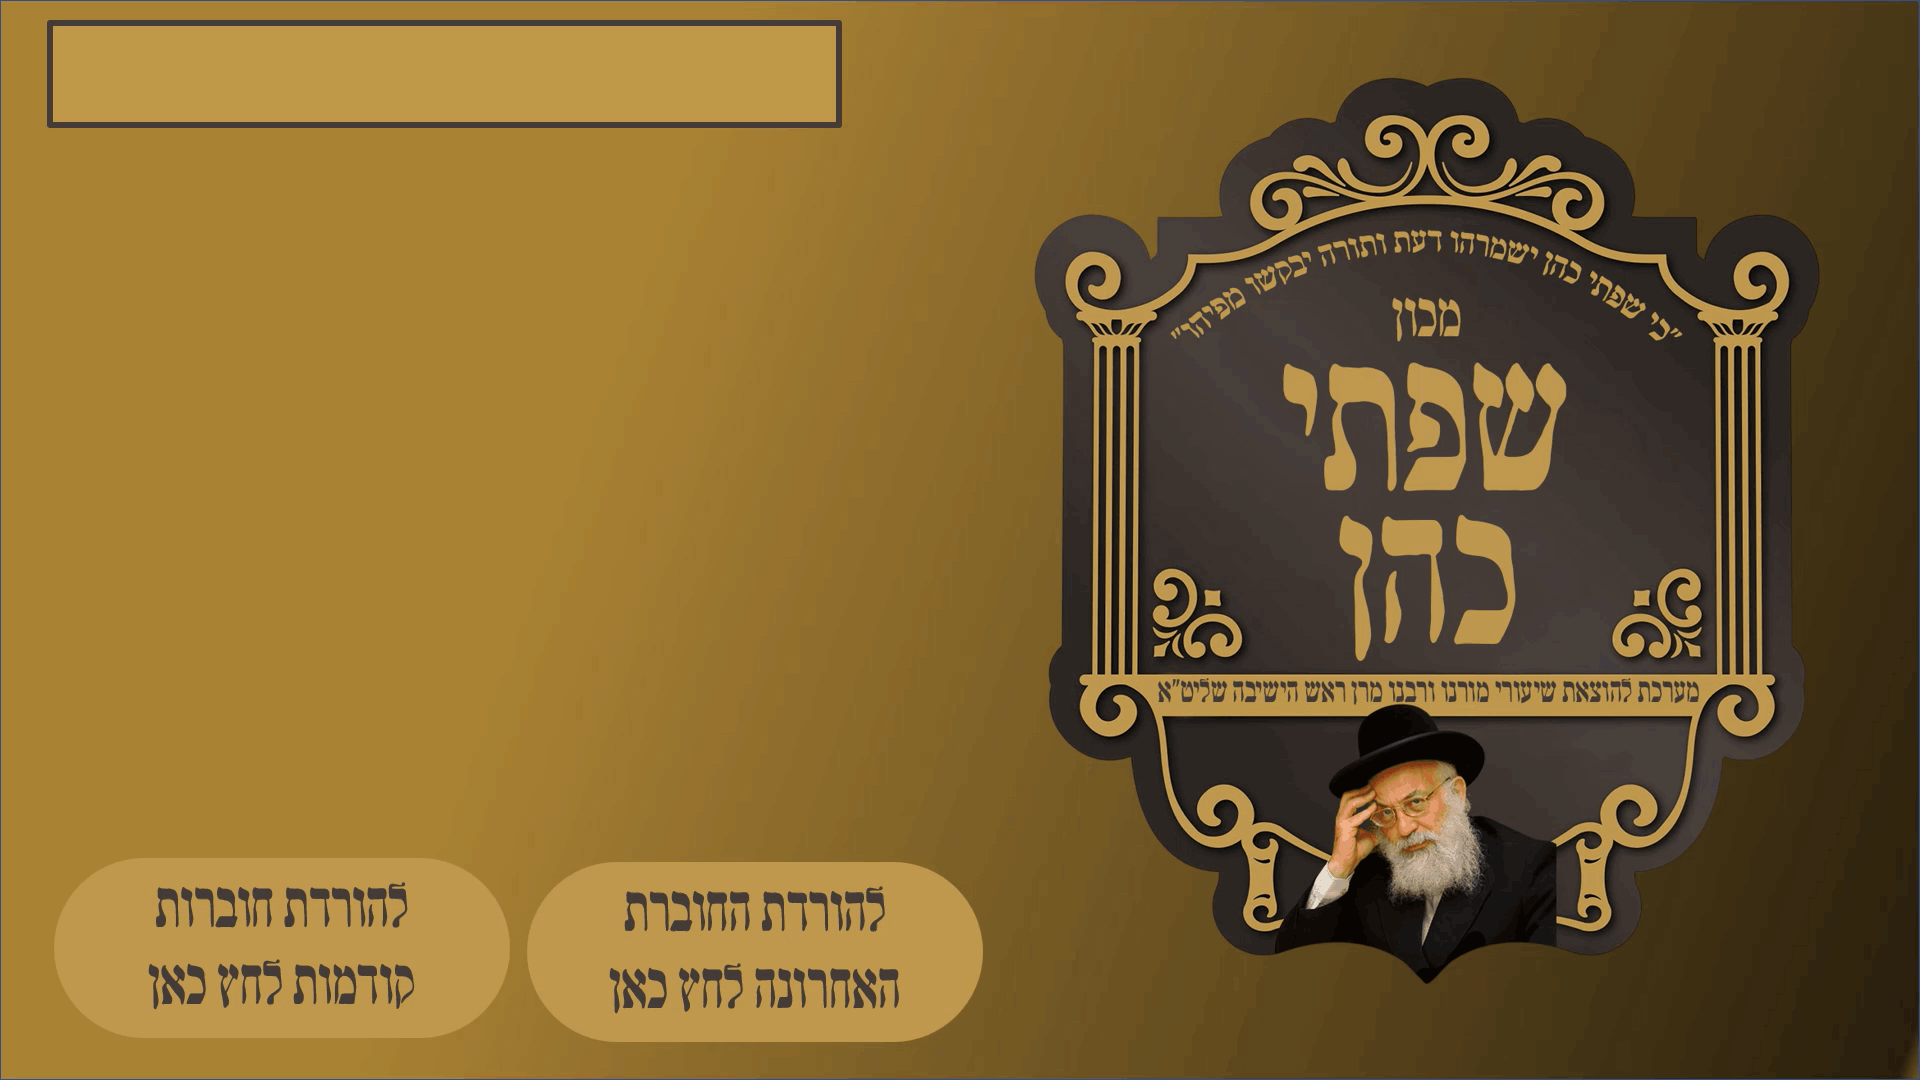 "כי שפתי כהן ישמרהו דעת ותורה יבקשו מפיהו"
מכון
שפתי
כהן
מערכת להוצאת שיעורי מורנו ורבנו מרן ראש הישיבה שליט"א
להורדת החוברת
האחרונה לחץ כאן
להורדת חוברות
קודמות לחץ כאן